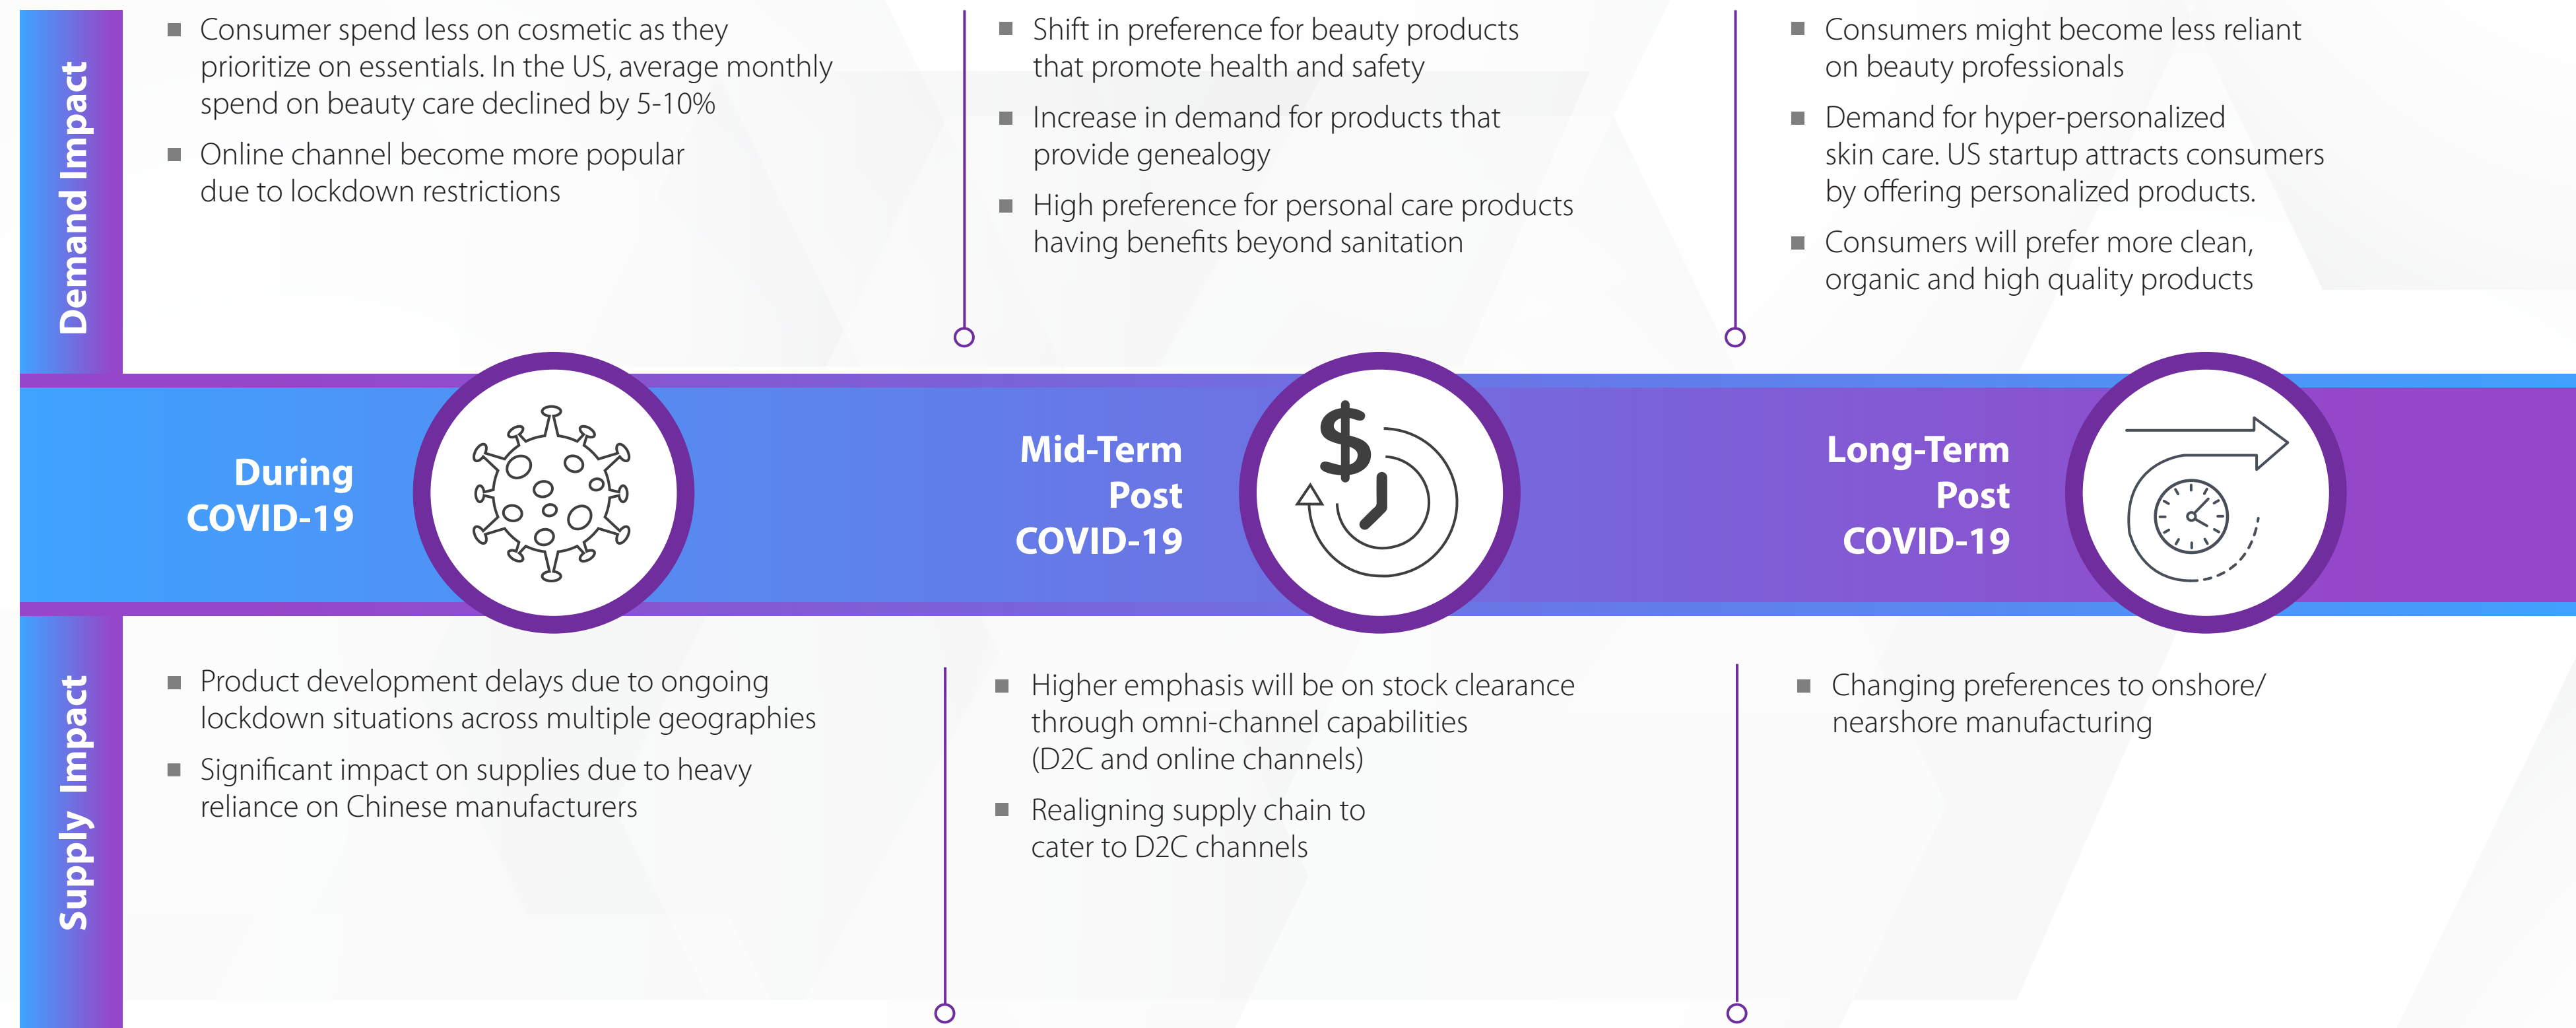 Demand Impact
Consumer spend less on cosmetic as they
prioritize on essentials. In the US, average monthly
spend on beauty care declined by 5-10%
Online channel become more popular
due to lockdown restrictions
Shift in preference for beauty products
that promote health and safety
Increase in demand for products that
provide genealogy
High preference for personal care products
having benefits beyond sanitation
Consumers might become less reliant
on beauty professionals
Demand for hyper-personalized
skin care. US startup attracts consumers
by offering personalized products.
Consumers will prefer more clean,
organic and high quality products
During
COVID-19
Mid-Term
Post
COVID-19
$
Long-Term
Post
COVID-19
Supply Impact
Product development delays due to ongoing
lockdown situations across multiple geographies
Significant impact on supplies due to heavy
reliance on Chinese manufacturers
Higher emphasis will be on stock clearance
through omni-channel capabilities
(D2C and online channels)
Realigning supply chain to
cater to D2C channels
Changing preferences to onshore/
nearshore manufacturing